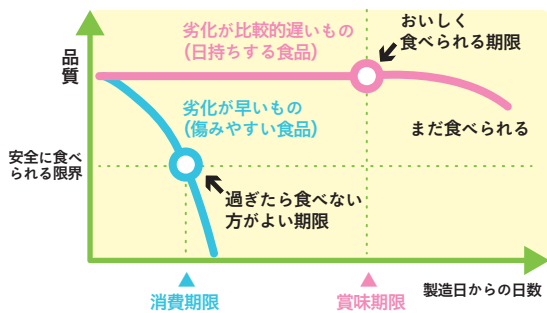 品質
劣化が比較的遅いもの
(日持ちする食品)
おいしく
食べられる期限
劣化が早いもの
(傷みやすい食品)
まだ食べられる
安全に食べ
られる限界
過ぎたら食べない
方がよい期限
製造日からの日数
消費期限
賞味期限